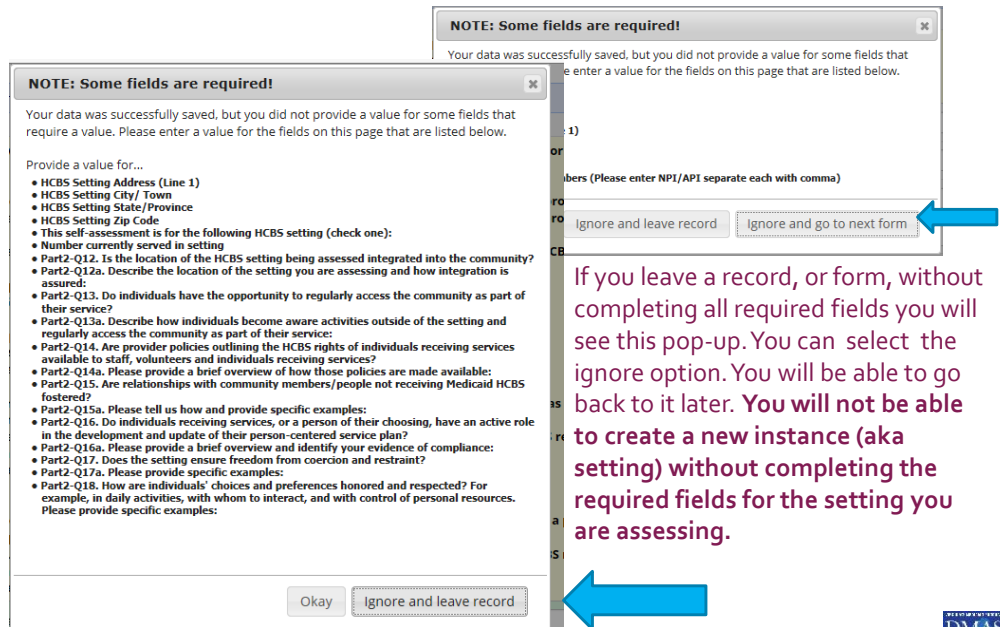 NOTE: Some fields are required!
Your data was successfully saved, but you did not provide a value for some fields that
e enter a value for the fields on this page that are listed below.
1)
bers (Please enter NPI/API separate each with comma)
Ignore and leave record
Ignore and go to next form
NOTE: Some fields are required!
Your data was successfully saved, but you did not provide a value for some fields that
require a value. Please enter a value for the fields on this page that are listed below.
Provide a value for...
• HCBS Setting Address (Line 1)
• HCBS Setting City/ Town
• HCBS Setting State/Province
• HCBS Setting Zip Code
• This self-assessment is for the following HCBS setting (check one):
• Number currently served in setting
• Part2-Q12. Is the location of the HCBS setting being assessed integrated into the community?
• Part2-Q12a. Describe the location of the setting you are assessing and how integration is
assured:
• Part2-Q13. Do individuals have the opportunity to regularly access the community as part of
their service?
• Part2-Q13a. Describe how individuals become aware activities outside of the setting and
regularly access the community as part of their service:
• Part2-Q14. Are provider policies outlining the HCBS rights of individuals receiving services
available to staff, volunteers and individuals receiving services?
• Part2-Q14a. Please provide a brief overview of how those policies are made available:
• Part2-Q15. Are relationships with community members/people not receiving Medicaid HCBS
fostered?
• Part2-Q15a. Please tell us how and provide specific examples:
• Part2-Q16. Do individuals receiving services, or a person of their choosing, have an active role
in the development and update of their person-centered service plan?
• Part2-Q16a. Please provide a brief overview and identify your evidence of compliance:
• Part2-Q17. Does the setting ensure freedom from coercion and restraint?
• Part2-Q17a. Please provide specific examples:
• Part2-Q18. How are individuals' choices and preferences honored and respected? For
example, in daily activities, with whom to interact, and with control of personal resources.
Please provide specific examples:
Okay
Ignore and leave record
If you leave a record, or form, without
completing all required fields you will
see this pop-up. You can select the
ignore option. You will be able to go
back to it later. You will not be able
to create a new instance (aka
setting) without completing the
required fields for the setting you
are assessing.
DMAS